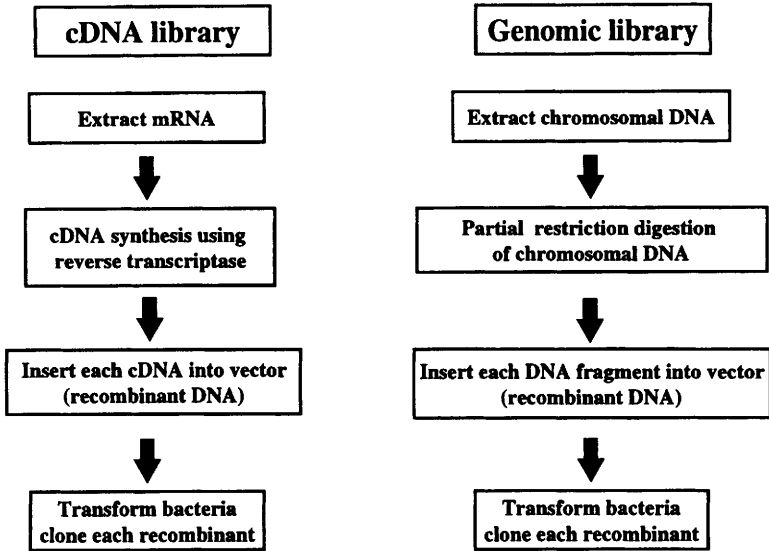 cDNA library
Extract mRNA
cDNA synthesis using
reverse transcriptase
Insert each cDNA into vector
(recombinant DNA)
Transform bacteria
clone each recombinant
Genomic library
Extract chromosomal DNA
Partial restriction digestion
of chromosomal DNA
Insert each DNA fragment into vector
(recombinant DNA)
Transform bacteria
clone each recombinant